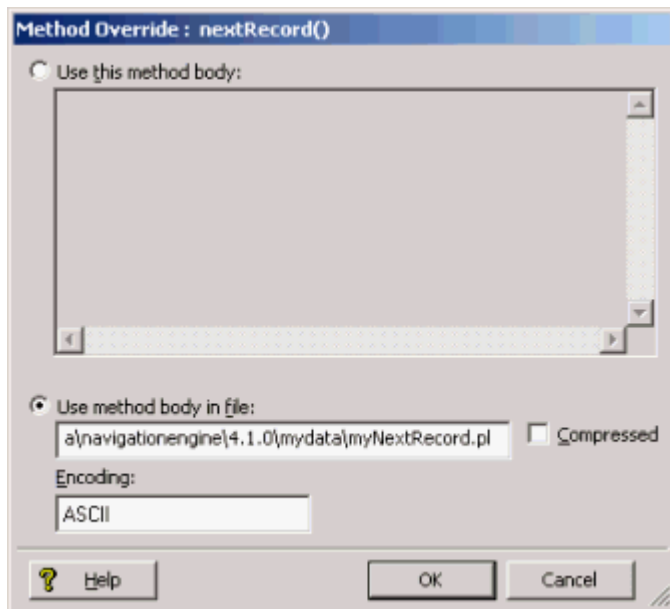 Method Override : nextRecord()
Use this method body:
Use method body in file:
a\navigationengine\4.1.0\mydata\myNextRecord.pl
Compressed
Encoding:
ASCII
Help
OK
Cancel